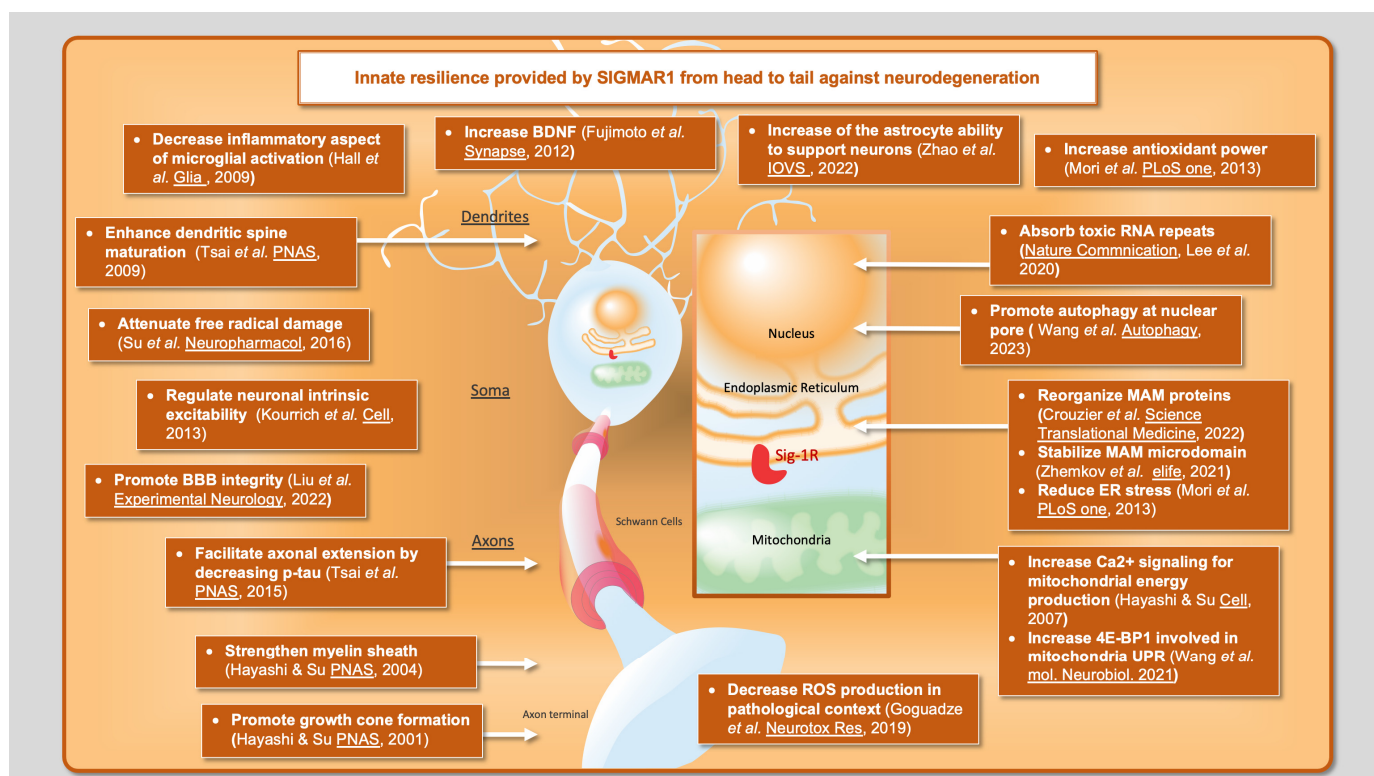 Innate resilience provided by SIGMAR1 from head to tail against neurodegeneration
• Decrease inflammatory aspect
of microglial activation (Hall et
al. Glia , 2009)
• Increase BDNF (Fujimoto et al.
Synapse, 2012)
• Increase of the astrocyte ability
to support neurons (Zhao et al.
IOVS , 2022)
• Increase antioxidant power
(Mori et al. PLoS one, 2013)
Dendrites
• Enhance dendritic spine
maturation (Tsai et al. PNAS,
2009)
• Attenuate free radical damage
(Su et al. Neuropharmacol, 2016)
Soma
• Regulate neuronal intrinsic
excitability (Kourrich et al. Cell,
2013)
• Promote BBB integrity (Liu et al.
Experimental Neurology, 2022)
Schwann Cells
Axons
• Facilitate axonal extension by
decreasing p-tau (Tsai et al.
PNAS, 2015)
• Strengthen myelin sheath
(Hayashi & Su PNAS, 2004)
• Promote growth cone formation
(Hayashi & Su PNAS, 2001)
Axon terminal
Nucleus
Endoplasmic Reticulum
Sig-1R
Mitochondria
• Absorb toxic RNA repeats
(Nature Commnication, Lee et al.
2020)
• Promote autophagy at nuclear
pore ( Wang et al. Autophagy,
2023)
• Reorganize MAM proteins
(Crouzier et al. Science
Translational Medicine, 2022)
• Stabilize MAM microdomain
(Zhemkov et al. elife, 2021)
• Reduce ER stress (Mori et al.
PLoS one, 2013)
• Increase Ca2+ signaling for
mitochondrial energy
production (Hayashi & Su Cell,
2007)
• Increase 4E-BP1 involved in
mitochondria UPR (Wang et al.
mol. Neurobiol. 2021)
• Decrease ROS production in
pathological context (Goguadze
et al. Neurotox Res, 2019)